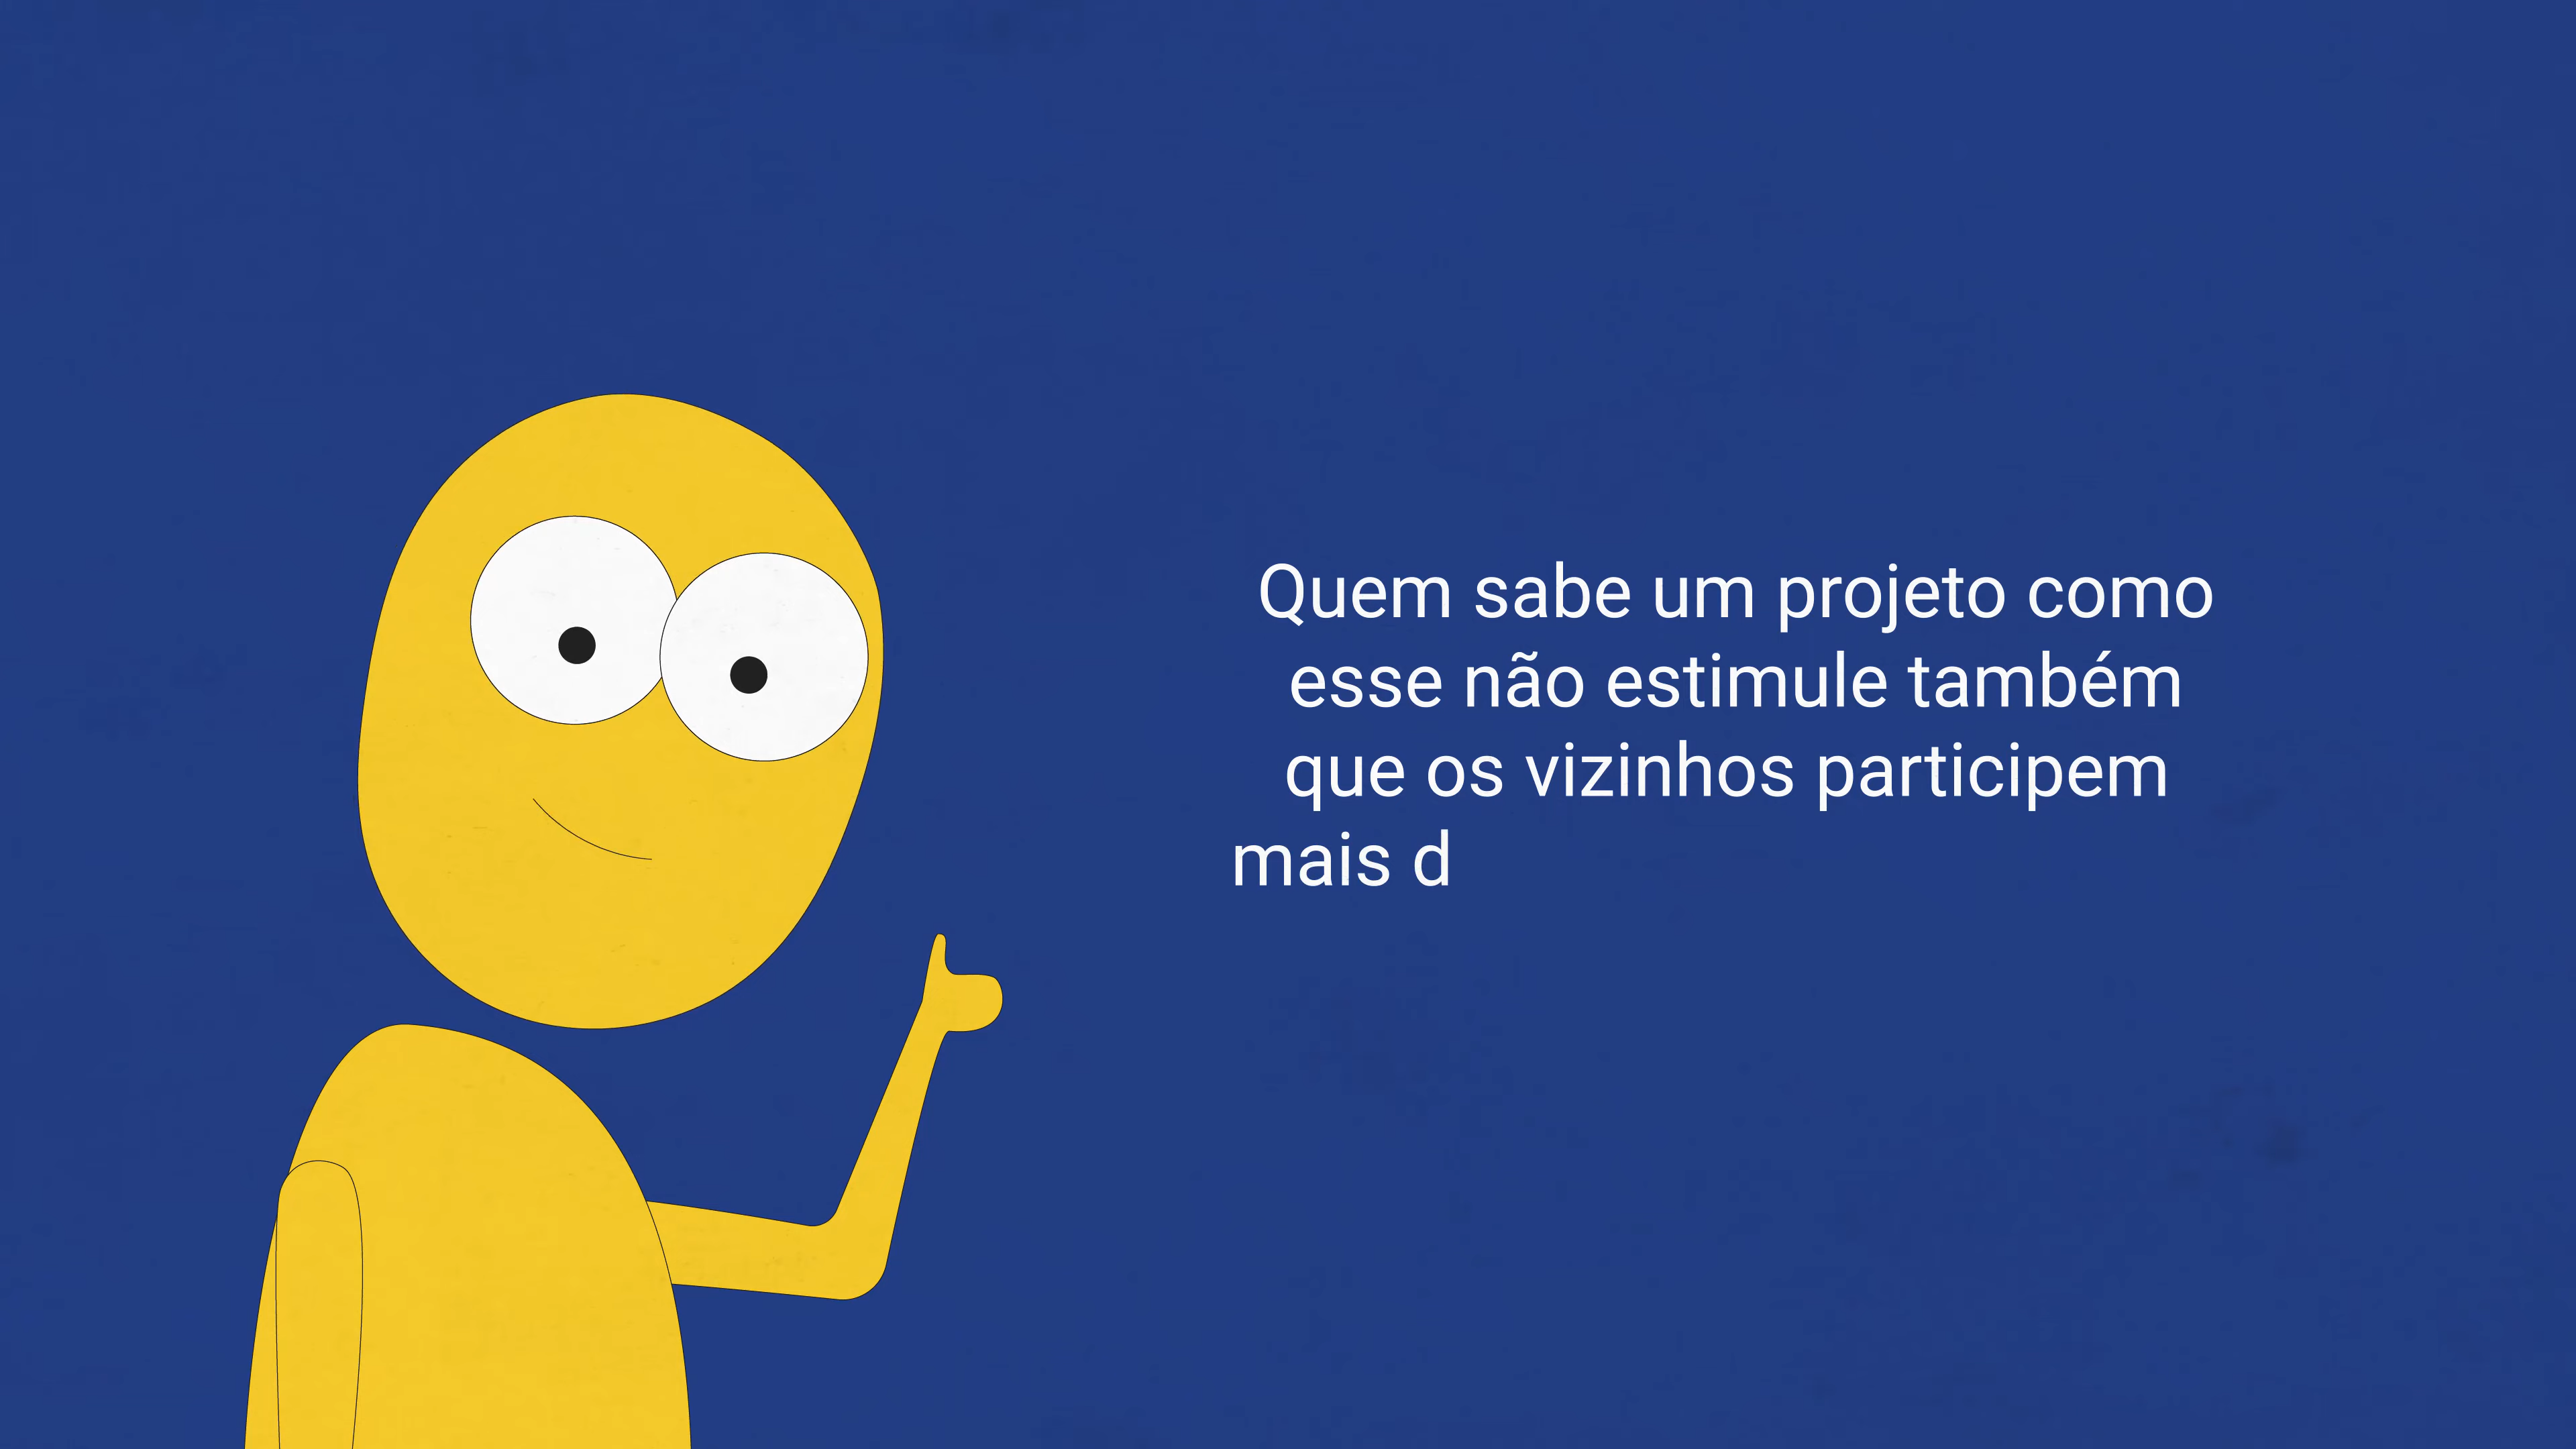 Quem sabe um projeto como
esse não estimule também
que os vizinhos participem
mais d